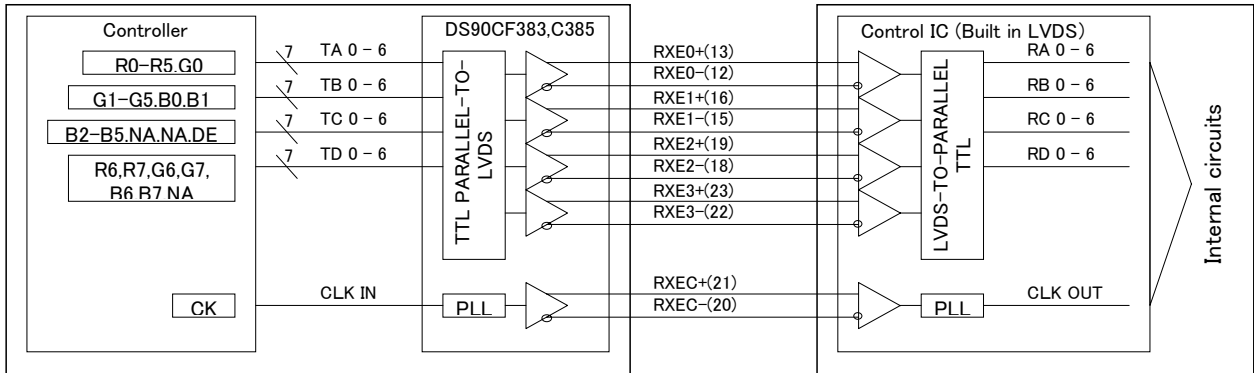 Controller
R0-R5.G0
G1-G5.B0.B1
B2-B5.NA.NA.DE
R6,R7,G6,G7,
B6.B7.NA
CK
7
TA 0 - 6
7
TB 0 - 6
7
TC 0 - 6
7
TD 0 - 6
CLK IN
DS90CF383,C385
TTL PARALLEL-TO-
LVDS
PLL
RXE0+(13)
RXE0-(12)
RXE1+(16)
RXE1-(15)
RXE2+(19)
RXE2-(18)
RXE3+(23)
RXE3-(22)
RXEC+(21)
RXEC-(20)
Control IC (Built in LVDS)
LVDS-TO-PARALLEL
TTL
PLL
RA 0 - 6
RB 0 - 6
RC 0 - 6
RD 0 - 6
CLK OUT
Internal circuits